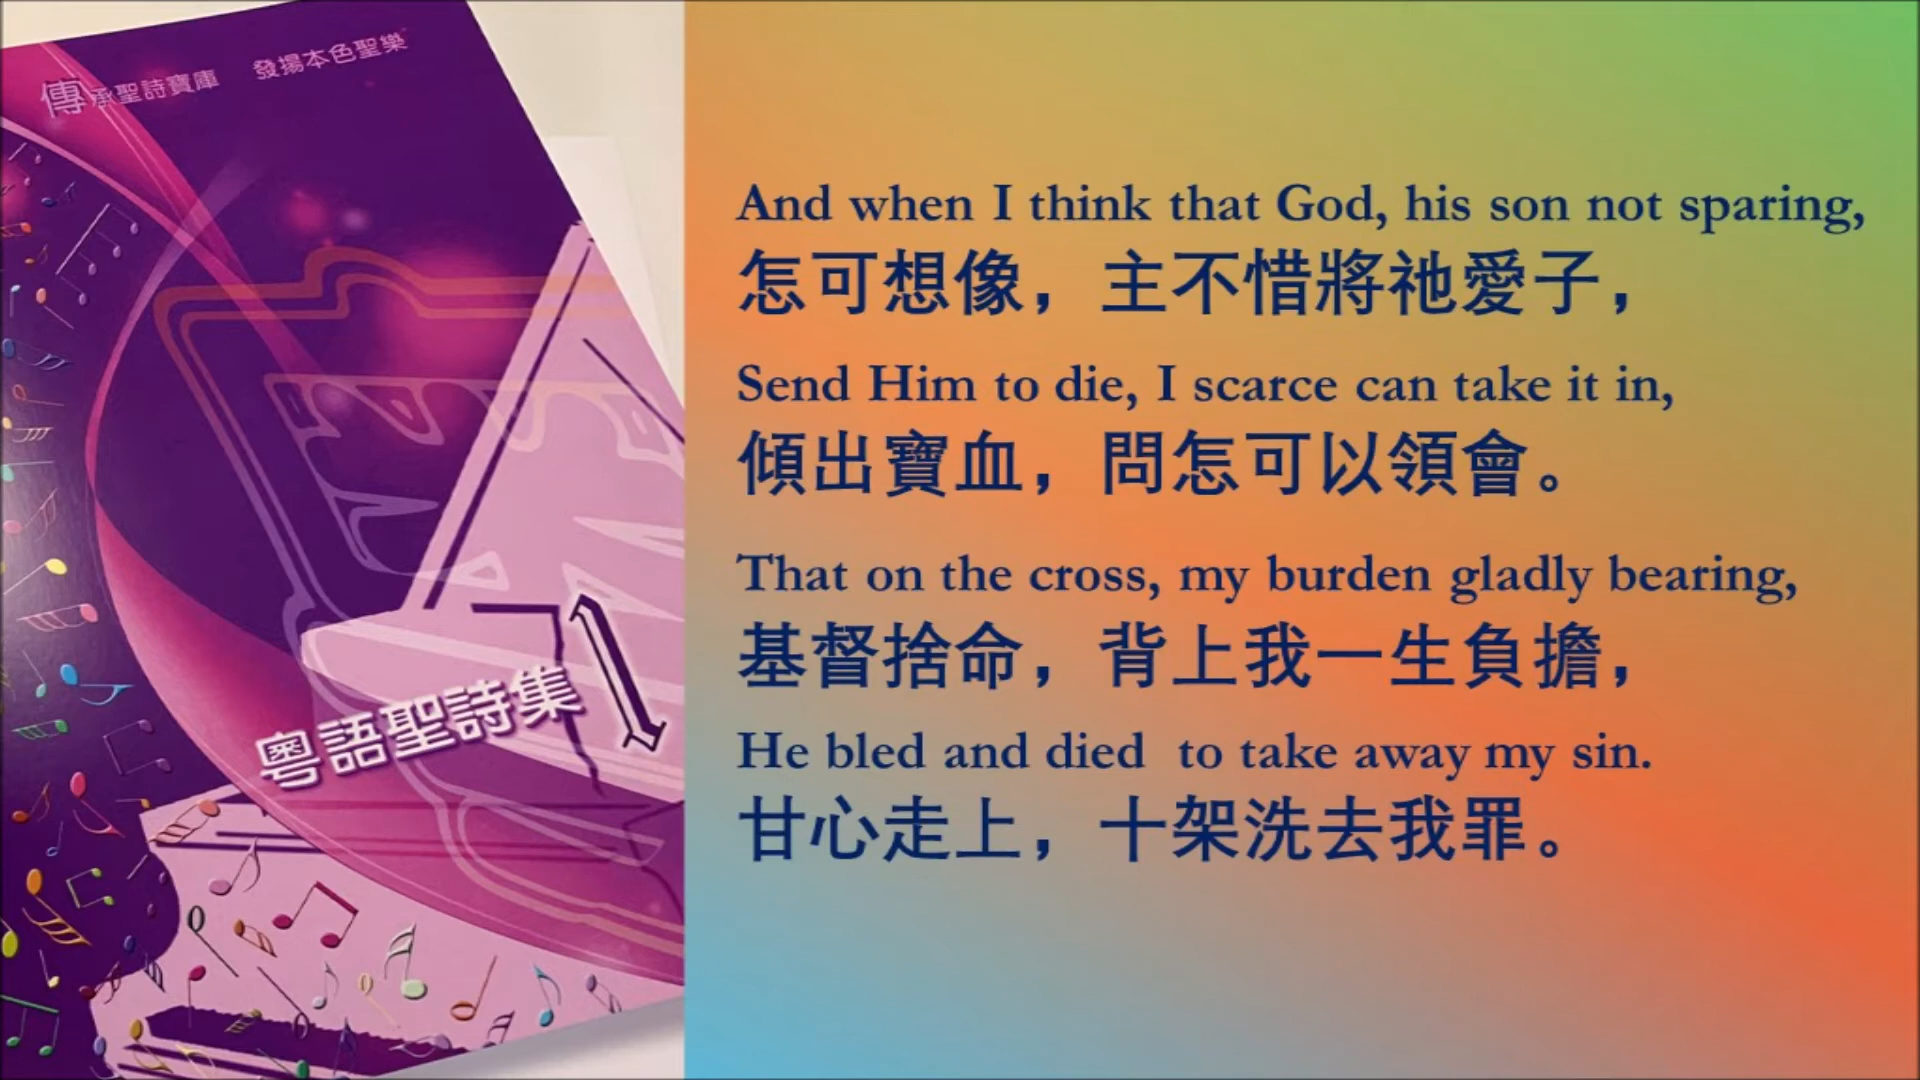 傳承聖詩寶庫 發揚本色聖樂
粵語聖詩集
1
And when I think that God, his son not sparing,
怎可想像，主不惜將祂愛子，
Send Him to die, I scarce can take it in,
傾出寶血，問怎可以領會。
That on the cross, my burden gladly bearing,
基督捨命，背上我一生負擔，
He bled and died to take away my sin.
甘心走上，十架洗去我罪。